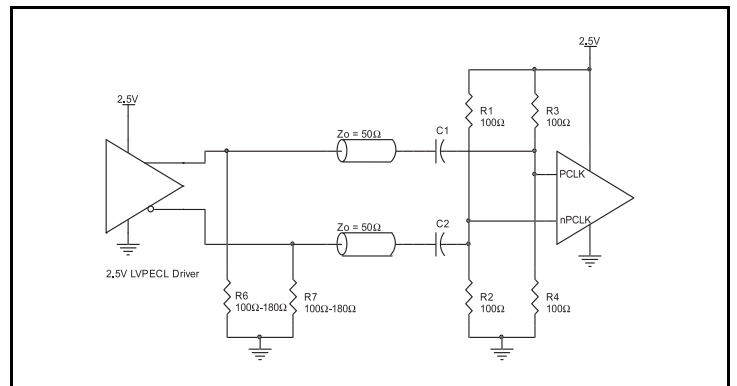 2.5V
2.5V
R1
100Ω
R3
100Ω
Zo = 50Ω
C1
PCLK
Zo = 50Ω
C2
nPCLK
2.5V LVPECL Driver
R6
100Ω-180Ω
R7
100Ω-180Ω
R2
100Ω
R4
100Ω